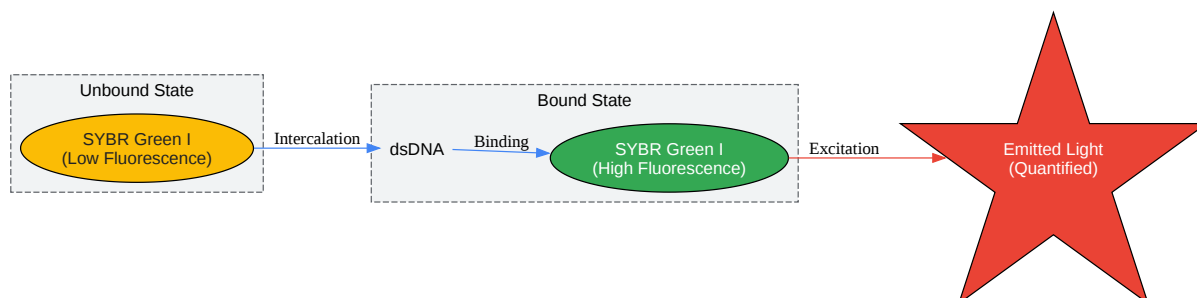 Unbound State
SYBR Green I
(Low Fluorescence)
Intercalation
Bound State
dsDNA
Binding
SYBR Green I
(High Fluorescence)
Excitation
Emitted Light
(Quantified)